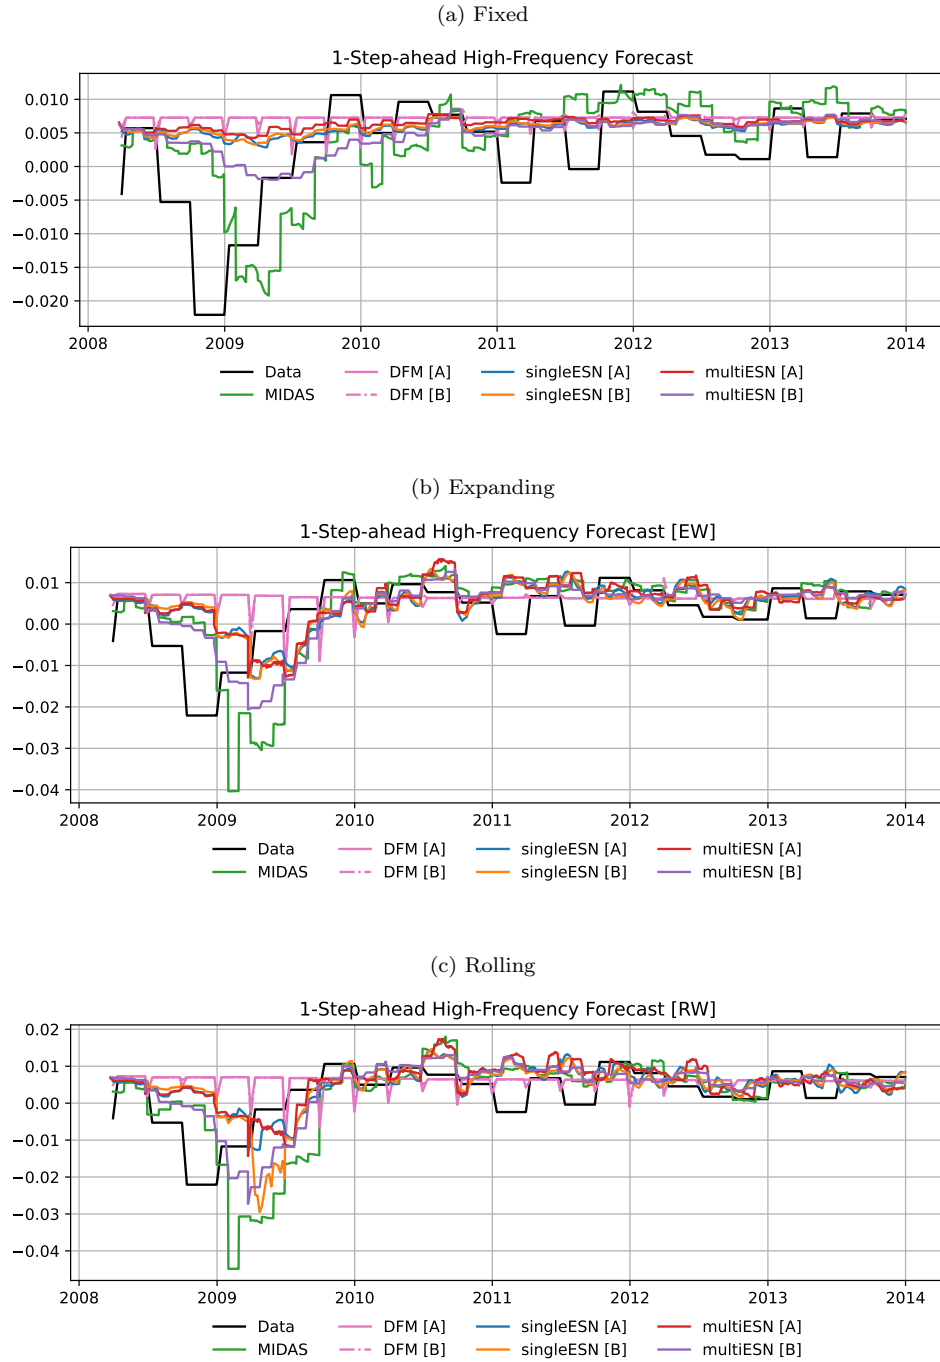 (a) Fixed
1-Step-ahead High-Frequency Forecast
0.010
0.005
0.000
−0.005
−0.010
−0.015
−0.020
2008 2009 2010 2011 2012 2013 2014
Data DFM [A] singleESN [A] multiESN [A]
MIDAS DFM [B] singleESN [B] multiESN [B]
(b) Expanding
1-Step-ahead High-Frequency Forecast [EW]
0.01
0.00
−0.01
−0.02
−0.03
−0.04
2008 2009 2010 2011 2012 2013 2014
Data DFM [A] singleESN [A] multiESN [A]
MIDAS DFM [B] singleESN [B] multiESN [B]
(c) Rolling
1-Step-ahead High-Frequency Forecast [RW]
0.02
0.01
0.00
−0.01
−0.02
−0.03
−0.04
2008 2009 2010 2011 2012 2013 2014
Data DFM [A] singleESN [A] multiESN [A]
MIDAS DFM [B] singleESN [B] multiESN [B]